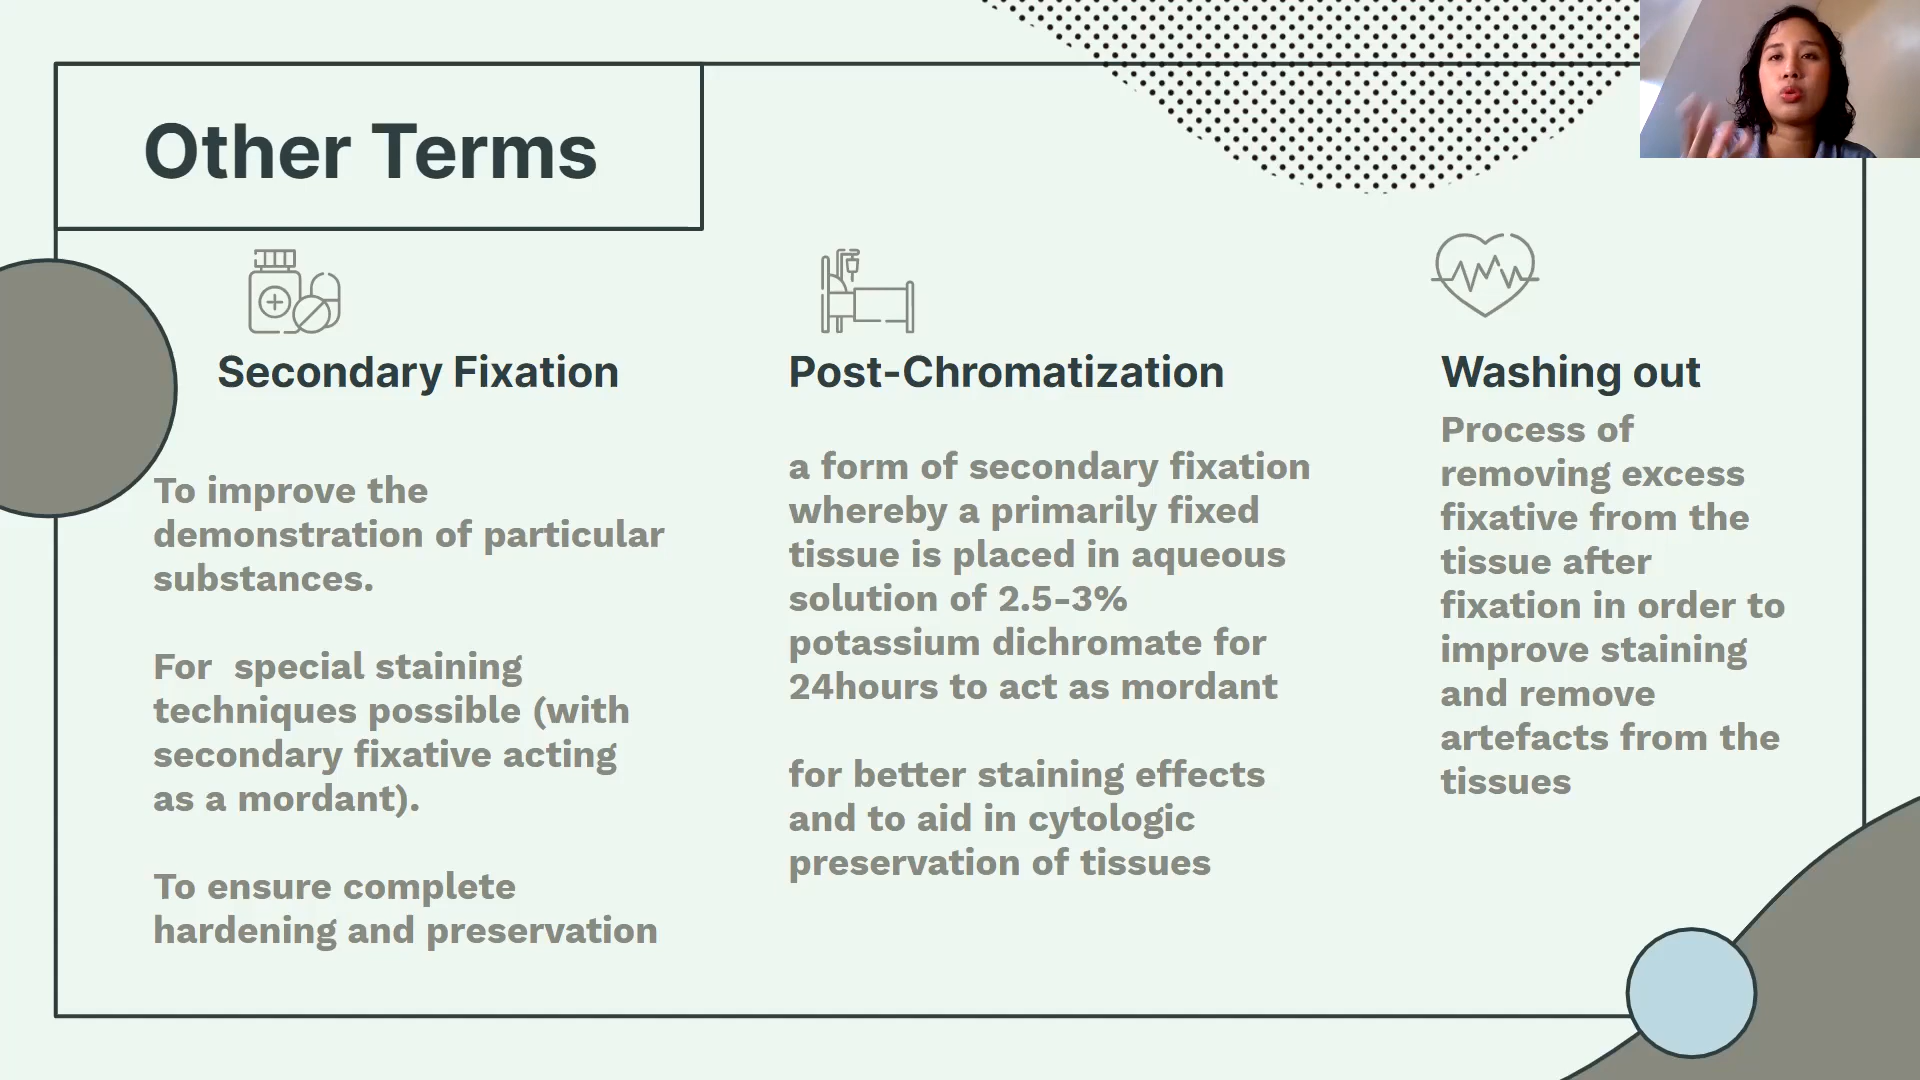 Other Terms
Secondary Fixation
To improve the
demonstration of particular
substances.
For special staining
techniques possible (with
secondary fixative acting
as a mordant).
To ensure complete
hardening and preservation
Post-Chromatization
a form of secondary fixation
whereby a primarily fixed
tissue is placed in aqueous
solution of 2.5-3%
potassium dichromate for
24hours to act as mordant
for better staining effects
and to aid in cytologic
preservation of tissues
Washing out
Process of
removing excess
fixative from the
tissue after
fixation in order to
improve staining
and remove
artefacts from the
tissues